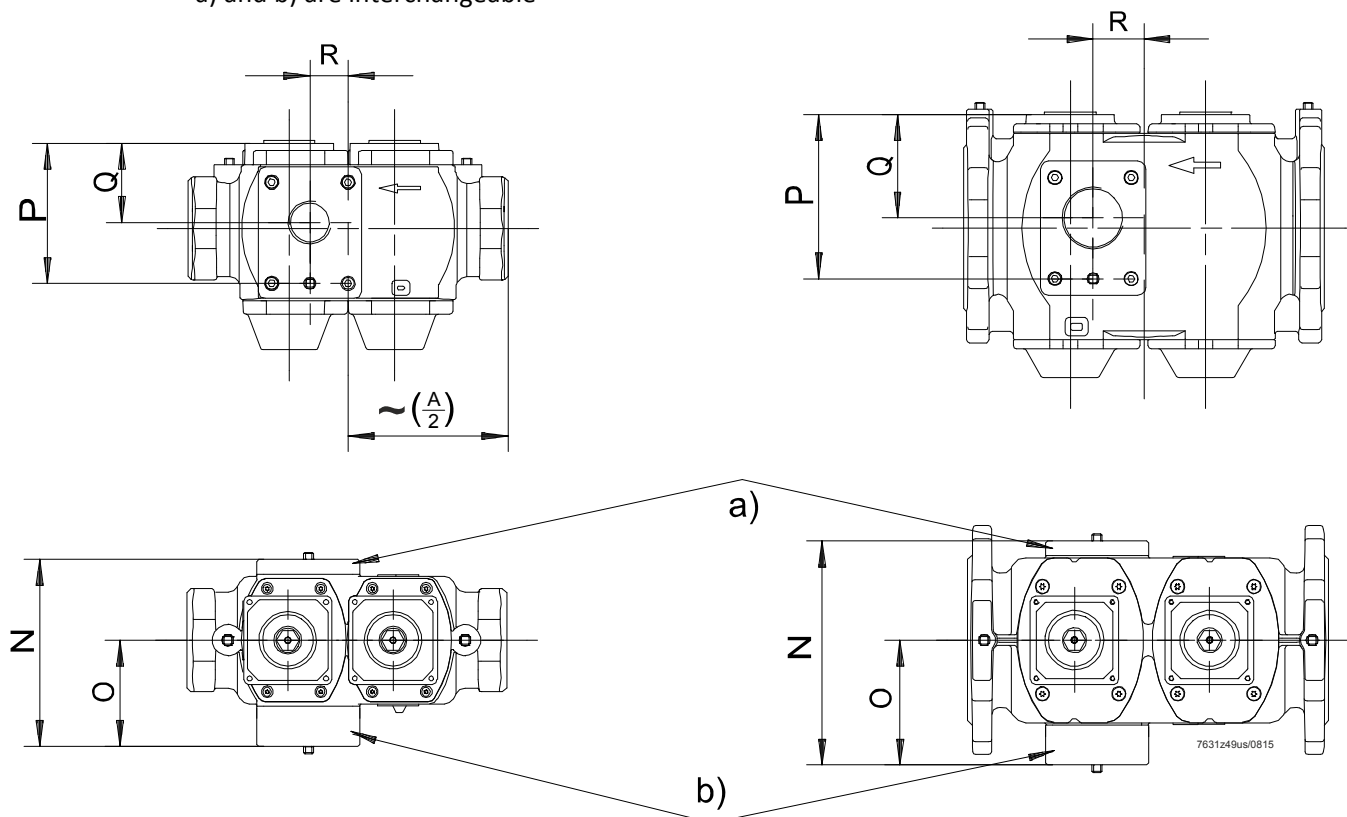 a) and b) are interchangeable
R
R
Q
P
Q
P
~(A/2)
a)
N
O
N
O
7631z49us/0815
b)